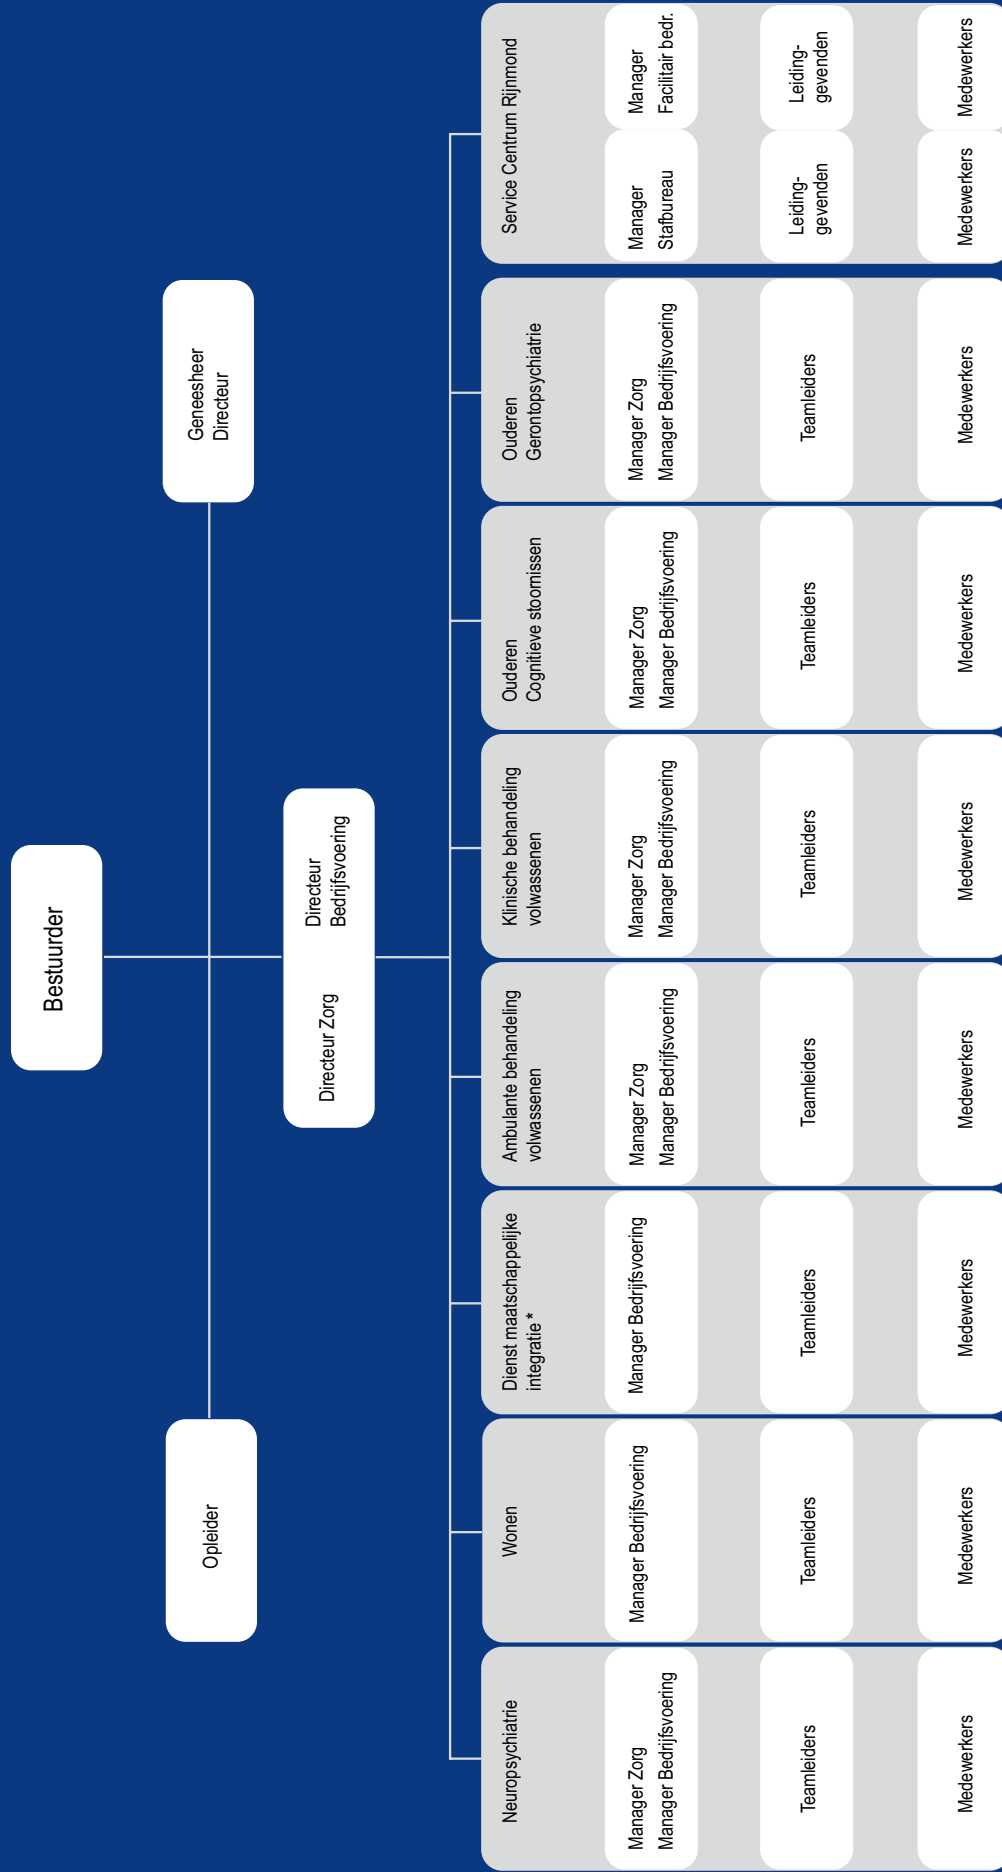 Bestuurder
Opleider
Geneesheer
Directeur
Directeur Zorg
Directeur
Bedrijfsvoering
Neuropsychiatrie
Manager Zorg
Manager Bedrijfsvoering
Teamleiders
Medewerkers
Wonen
Manager Bedrijfsvoering
Teamleiders
Medewerkers
Dienst maatschappelijke
integratie *
Manager Bedrijfsvoering
Teamleiders
Medewerkers
Ambulante behandeling
volwassenen
Manager Zorg
Manager Bedrijfsvoering
Teamleiders
Medewerkers
Klinische behandeling
volwassenen
Manager Zorg
Manager Bedrijfsvoering
Teamleiders
Medewerkers
Ouderen
Cognitieve stoornissen
Manager Zorg
Manager Bedrijfsvoering
Teamleiders
Medewerkers
Ouderen
Gerontopsychiatrie
Manager Zorg
Manager Bedrijfsvoering
Teamleiders
Medewerkers
Service Centrum Rijnmond
Manager
Stafbureau
Leiding-
gevenden
Medewerkers
Manager
Facilitair bedr.
Leiding-
gevenden
Medewerkers